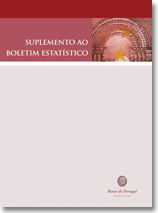 SUPLEMENTO AO
BOLETIM ESTATÍSTICO
Banco de Portugal